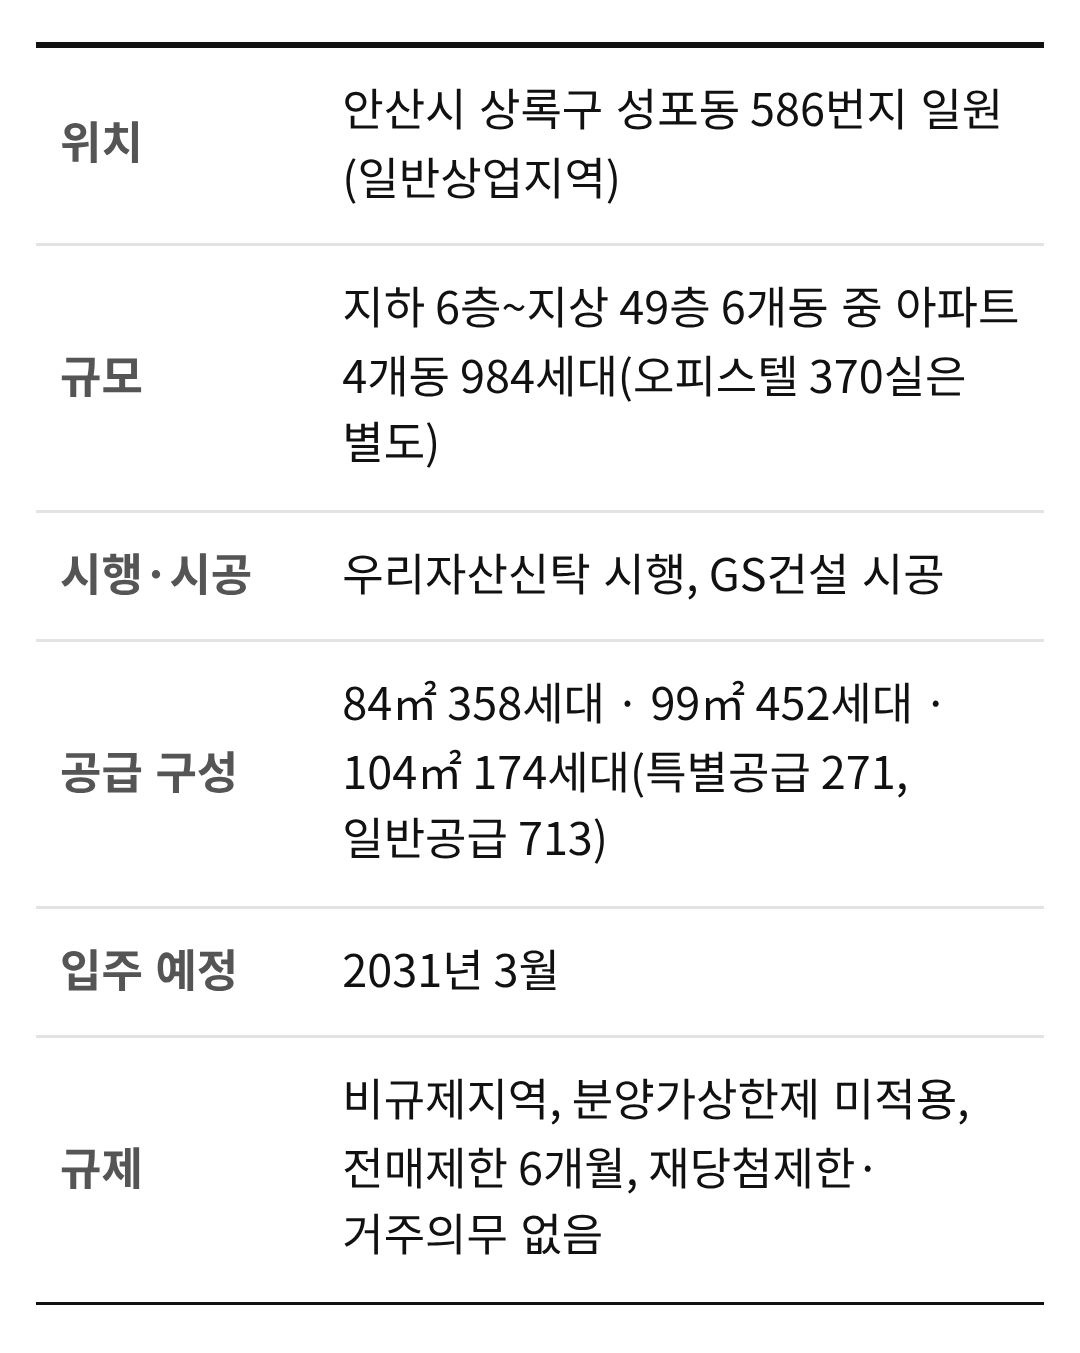 위치
안산시 상록구 성포동 586번지 일원
(일반상업지역)
규모
지하 6층~지상 49층 6개동 중 아파트
4개동 984세대(오피스텔 370실은
별도)
시행·시공
우리자산신탁 시행, GS건설 시공
공급 구성
84㎡ 358세대 · 99㎡ 452세대 ·
104㎡ 174세대(특별공급 271,
일반공급 713)
입주 예정
2031년 3월
규제
비규제지역, 분양가상한제 미적용,
전매제한 6개월, 재당첨제한·
거주의무 없음